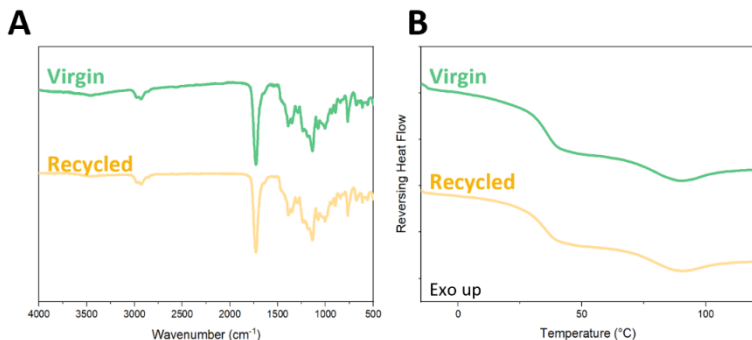 A
Virgin
Recycled
4000 3500 3000 2500 2000 1500 1000 500
Wavenumber (cm⁻¹)
B
Virgin
Recycled
Exo up
Reversing Heat Flow
0 50 100
Temperature (°C)